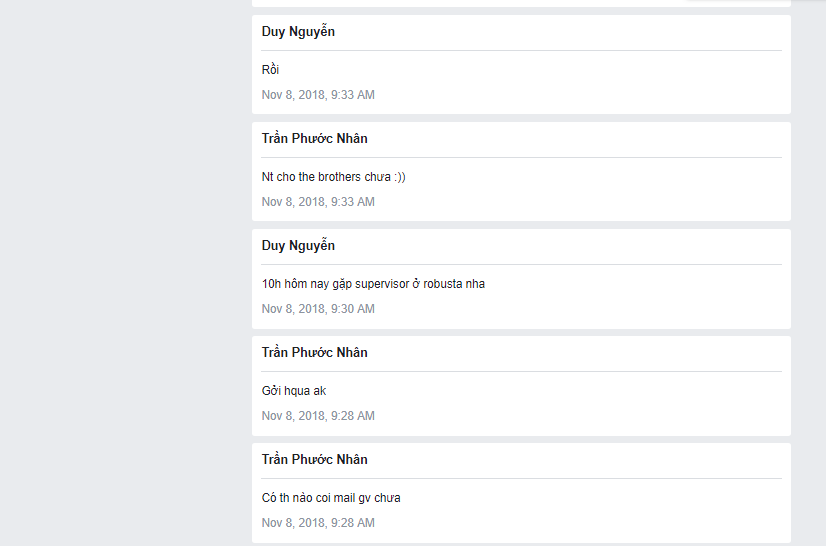 Duy Nguyễn
Rồi
Nov 8, 2018, 9:33 AM
Trần Phước Nhân
Nt cho the brothers chưa :))
Nov 8, 2018, 9:33 AM
Duy Nguyễn
10h hôm nay gặp supervisor ở robusta nha
Nov 8, 2018, 9:30 AM
Trần Phước Nhân
Gởi hqua ak
Nov 8, 2018, 9:28 AM
Trần Phước Nhân
Có th nào coi mail gv chưa
Nov 8, 2018, 9:28 AM